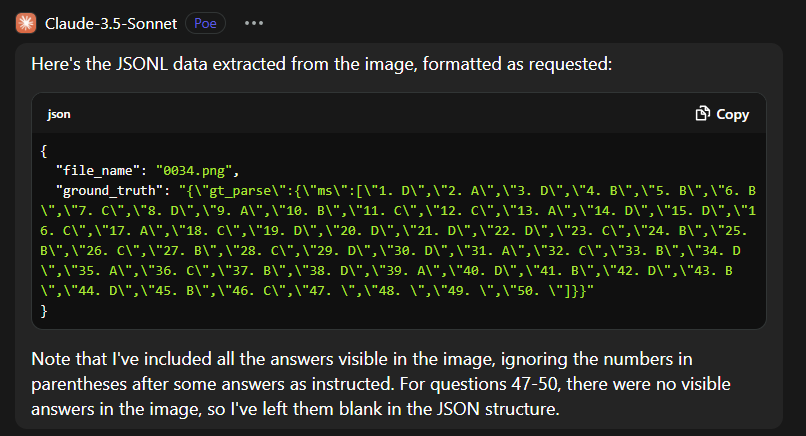 Claude-3.5-Sonnet Poe •••
Here's the JSONL data extracted from the image, formatted as requested:
json Copy
{
"file_name": "0034.png",
"ground_truth": "{\"gt_parse\":{\"ms\":[\"1. D\",\"2. A\",\"3. D\",\"4. B\",\"5. B\",\"6. B
\",\"7. C\",\"8. D\",\"9. A\",\"10. B\",\"11. C\",\"12. C\",\"13. A\",\"14. D\",\"15. D\",\"1
6. C\",\"17. A\",\"18. C\",\"19. D\",\"20. D\",\"21. D\",\"22. D\",\"23. C\",\"24. B\",\"25.
B\",\"26. C\",\"27. B\",\"28. C\",\"29. D\",\"30. D\",\"31. A\",\"32. C\",\"33. B\",\"34. D
\",\"35. A\",\"36. C\",\"37. B\",\"38. D\",\"39. A\",\"40. D\",\"41. B\",\"42. D\",\"43. B
\",\"44. D\",\"45. B\",\"46. C\",\"47. \",\"48. \",\"49. \",\"50. \"]}}"
}
Note that I've included all the answers visible in the image, ignoring the numbers in
parentheses after some answers as instructed. For questions 47-50, there were no visible
answers in the image, so I've left them blank in the JSON structure.